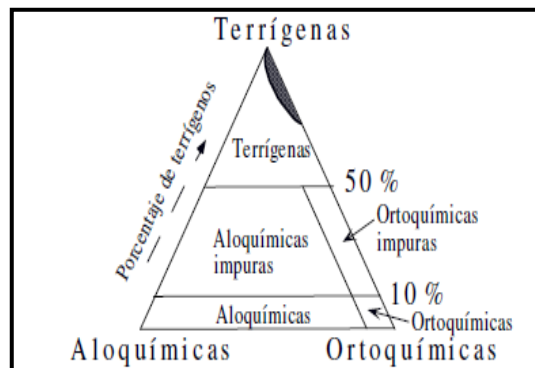 Terrígenas
Porcentaje de terrígenos
Terrígenas
50 %
Ortoquímicas
impuras
Aloquímicas
impuras
10 %
Aloquímicas
Ortoquímicas
Aloquímicas
Ortoquímicas